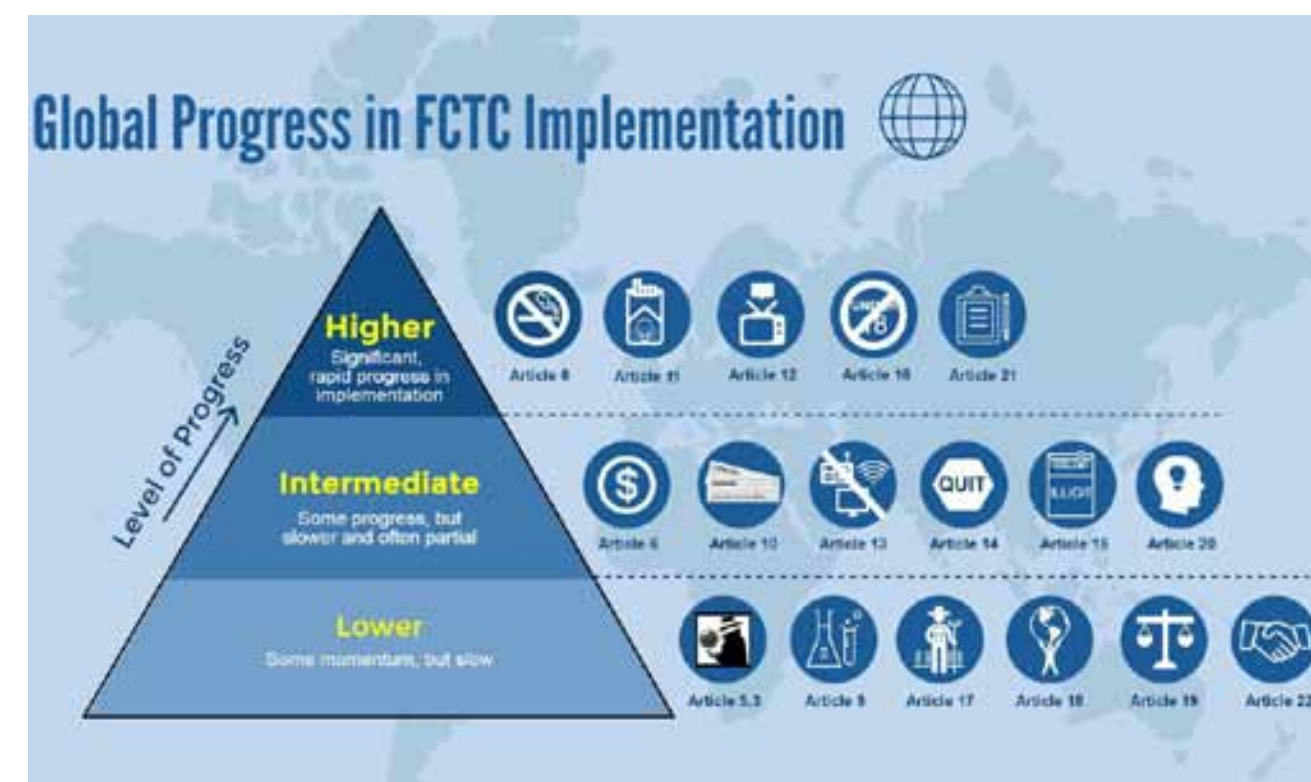 Global Progress in FCTC Implementation
Level of Progress
Higher
Significant,
rapid progress in
implementation
UNDER
18
Article 8
Article 11
Article 12
Article 16
Article 21
Intermediate
Some progress, but
slower and often partial
$
QUIT
ILLICIT
Article 6
Article 10
Article 13
Article 14
Article 15
Article 20
Lower
Some momentum, but slow
Article 5.3
Article 9
Article 17
Article 18
Article 19
Article 22